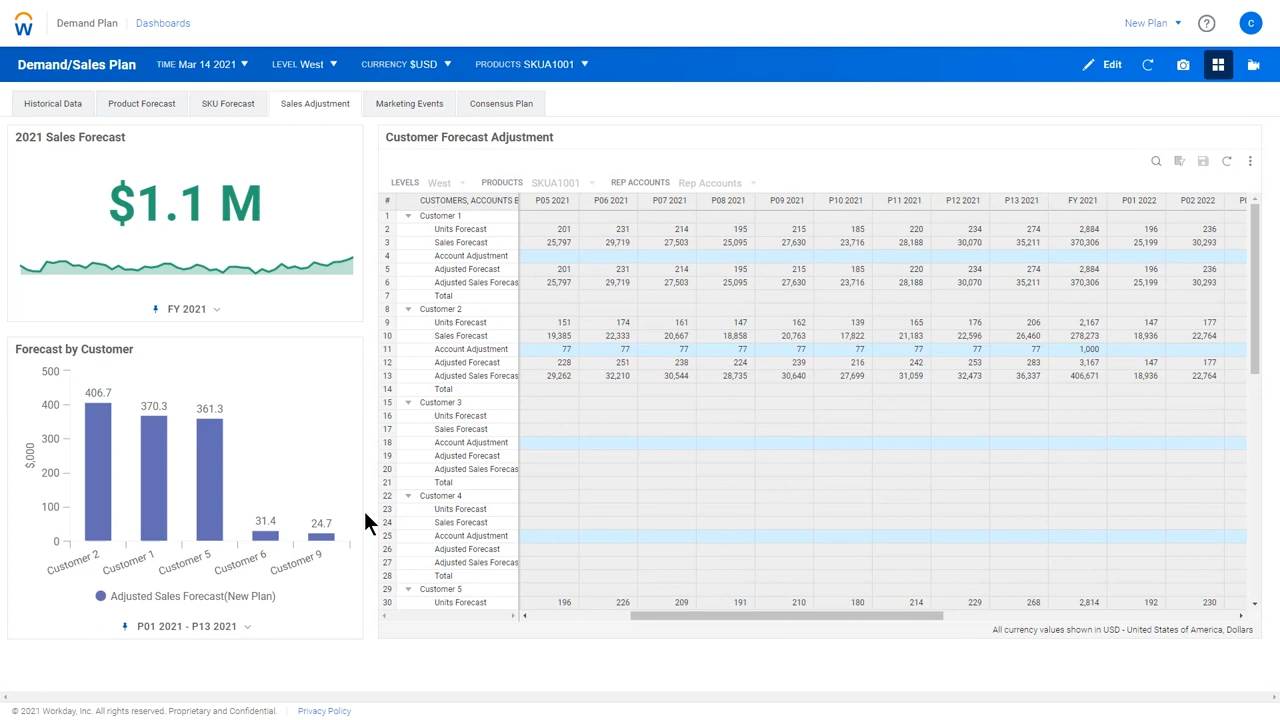 W Demand Plan Dashboards New Plan ? C
Demand/Sales Plan TIME Mar 14 2021 LEVEL West CURRENCY $USD PRODUCTS SKUA1001 Edit
Historical Data Product Forecast SKU Forecast Sales Adjustment Marketing Events Consensus Plan
2021 Sales Forecast
$1.1 M
FY 2021
Forecast by Customer
500
400
300
200
100
0
$,000
406.7 370.3 361.3 31.4 24.7
Customer 2 Customer 1 Customer 5 Customer 6 Customer 9
Adjusted Sales Forecast(New Plan)
P01 2021 - P13 2021
Customer Forecast Adjustment
LEVELS West PRODUCTS SKUA1001 REP ACCOUNTS Rep Accounts
# CUSTOMERS, ACCOUNTS E P05 2021 P06 2021 P07 2021 P08 2021 P09 2021 P10 2021 P11 2021 P12 2021 P13 2021 FY 2021 P01 2022 P02 2022 P0
1 Customer 1
2 Units Forecast 201 231 214 195 215 185 220 234 274 2,884 196 236
3 Sales Forecast 25,797 29,719 27,503 25,095 27,630 23,716 28,188 30,070 35,211 370,306 25,199 30,293
4 Account Adjustment
5 Adjusted Forecast 201 231 214 195 215 185 220 234 274 2,884 196 236
6 Adjusted Sales Forecas 25,797 29,719 27,503 25,095 27,630 23,716 28,188 30,070 35,211 370,306 25,199 30,293
7 Total
8 Customer 2
9 Units Forecast 151 174 161 147 162 139 165 176 206 2,167 147 177
10 Sales Forecast 19,385 22,333 20,667 18,858 20,763 17,822 21,183 22,596 26,460 278,273 18,936 22,764
11 Account Adjustment 77 77 77 77 77 77 77 77 77 1,000
12 Adjusted Forecast 228 251 238 224 239 216 242 253 283 3,167 147 177
13 Adjusted Sales Forecas 29,262 32,210 30,544 28,735 30,640 27,699 31,059 32,473 36,337 406,671 18,936 22,764
14 Total
15 Customer 3
16 Units Forecast
17 Sales Forecast
18 Account Adjustment
19 Adjusted Forecast
20 Adjusted Sales Forecas
21 Total
22 Customer 4
23 Units Forecast
24 Sales Forecast
25 Account Adjustment
26 Adjusted Forecast
27 Adjusted Sales Forecas
28 Total
29 Customer 5
30 Units Forecast 196 226 209 191 210 180 214 229 268 2,814 192 230
All currency values shown in USD - United States of America, Dollars
© 2021 Workday, Inc. All rights reserved. Proprietary and Confidential. Privacy Policy